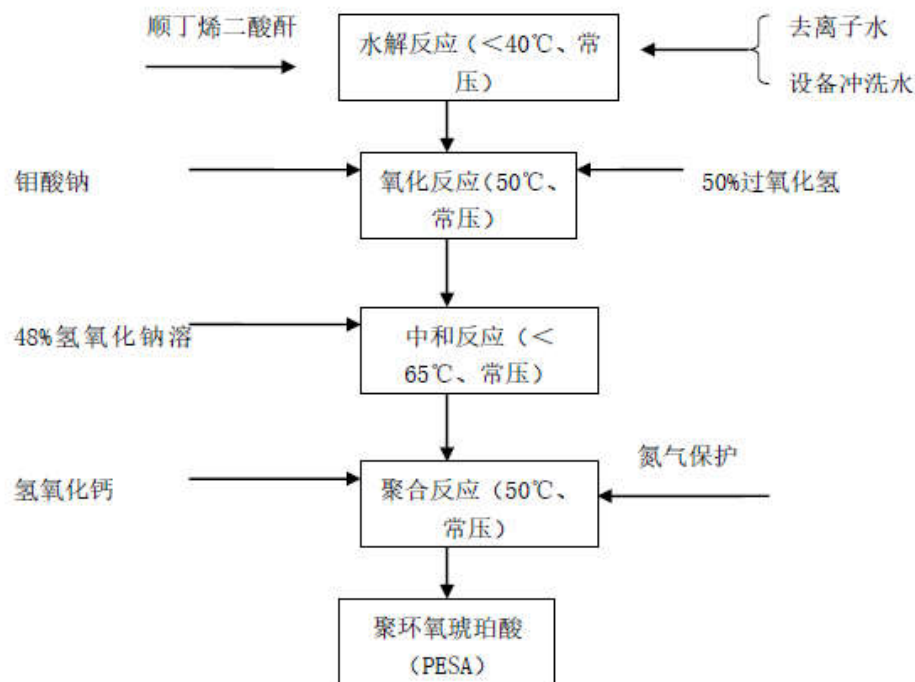 顺丁烯二酸酐
水解反应（＜40℃、常
压）
去离子水
设备冲洗水
钼酸钠
氧化反应(50℃、
常压）
50%过氧化氢
48%氢氧化钠溶
中和反应（＜
65℃、常压）
氮气保护
氢氧化钙
聚合反应（50℃、
常压）
聚环氧琥珀酸
（PESA）